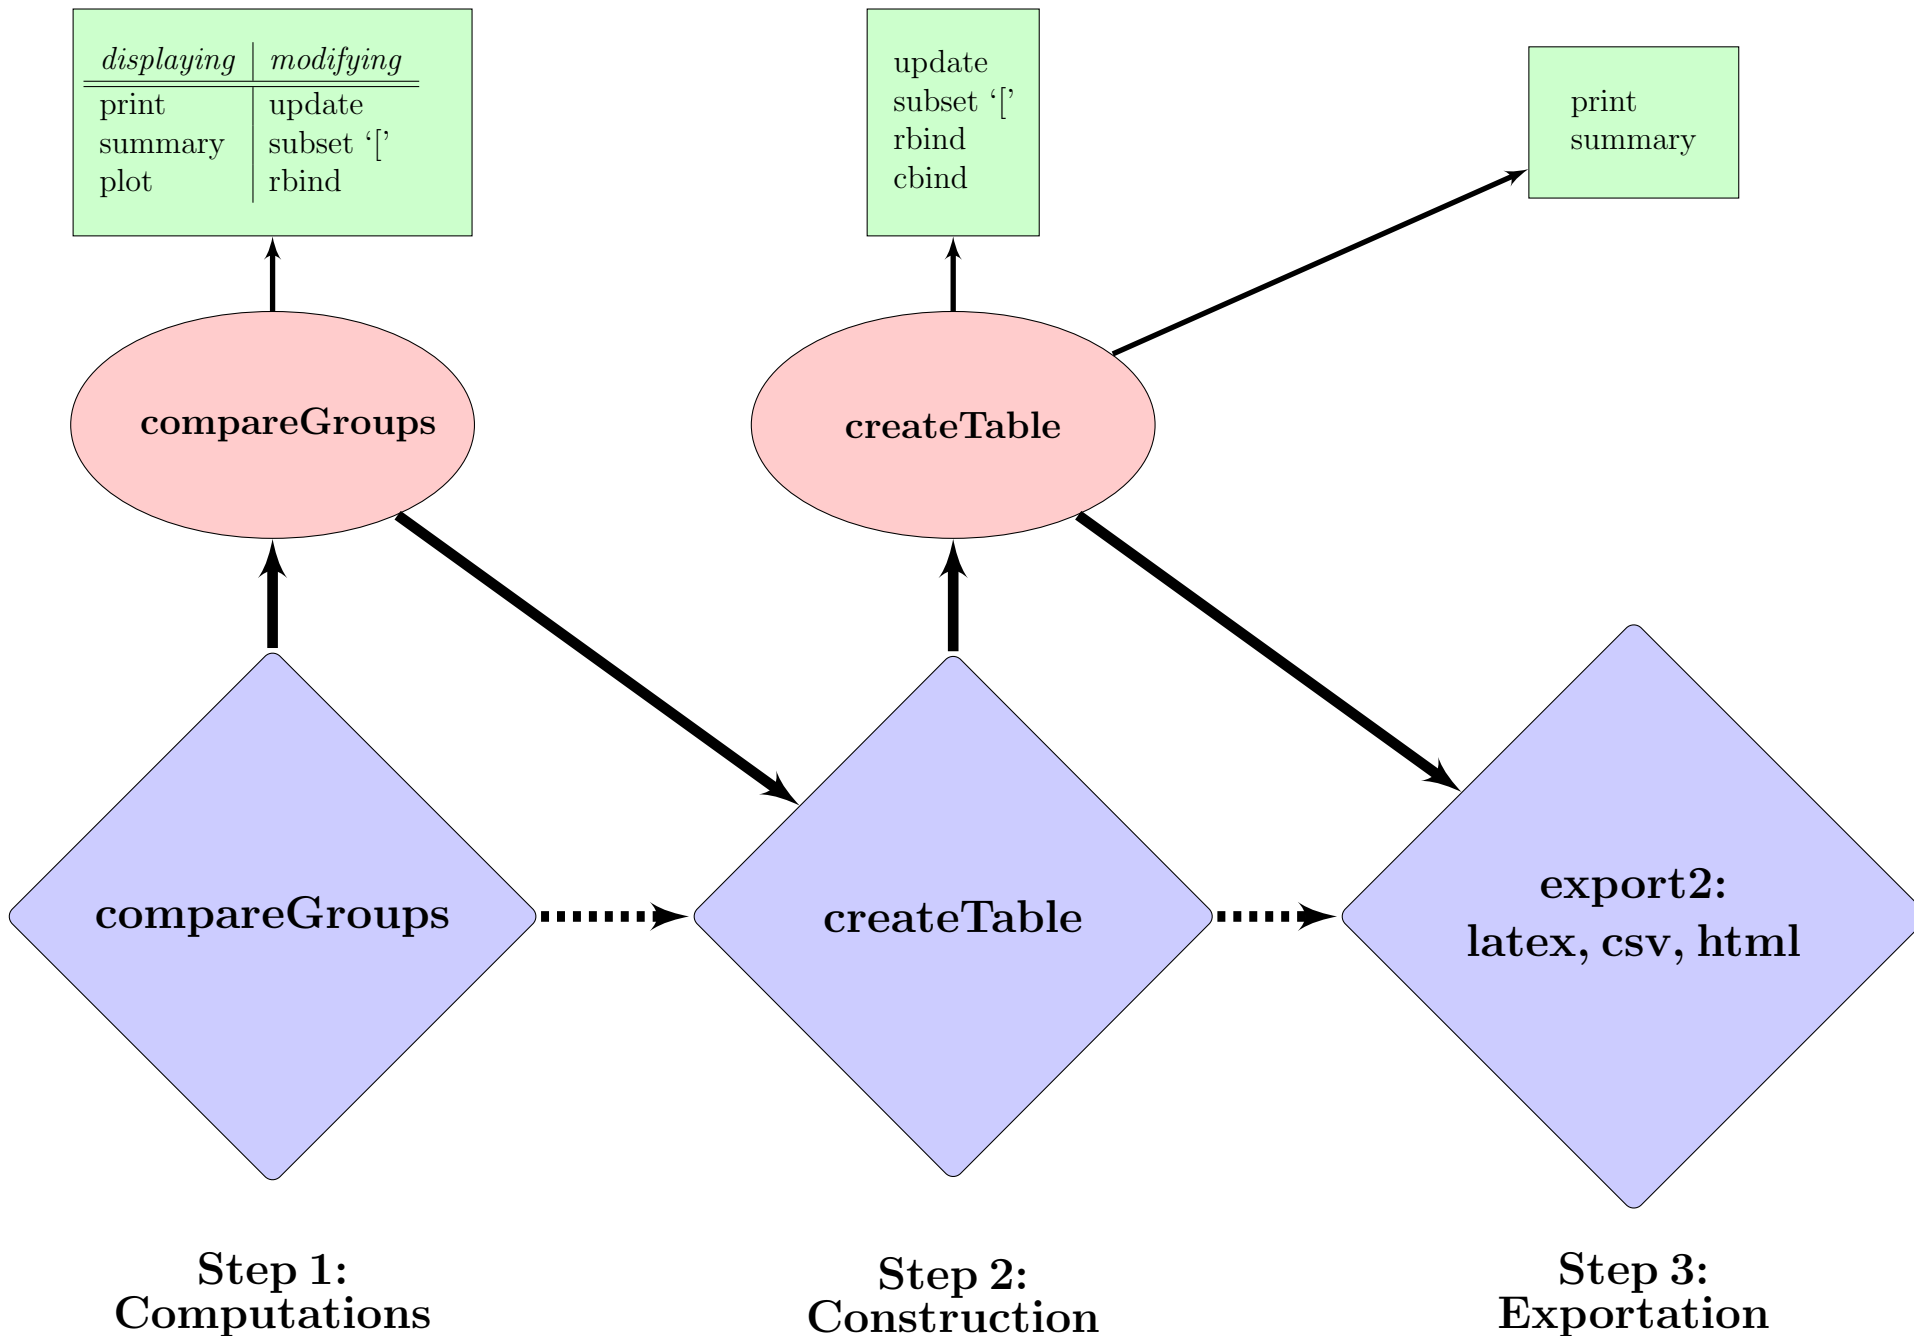 displaying modifying
print update
summary subset ‘[’
plot rbind
update
subset ‘[’
rbind
cbind
print
summary
compareGroups
createTable
compareGroups
createTable
export2:
latex, csv, html
Step 1:
Computations
Step 2:
Construction
Step 3:
Exportation